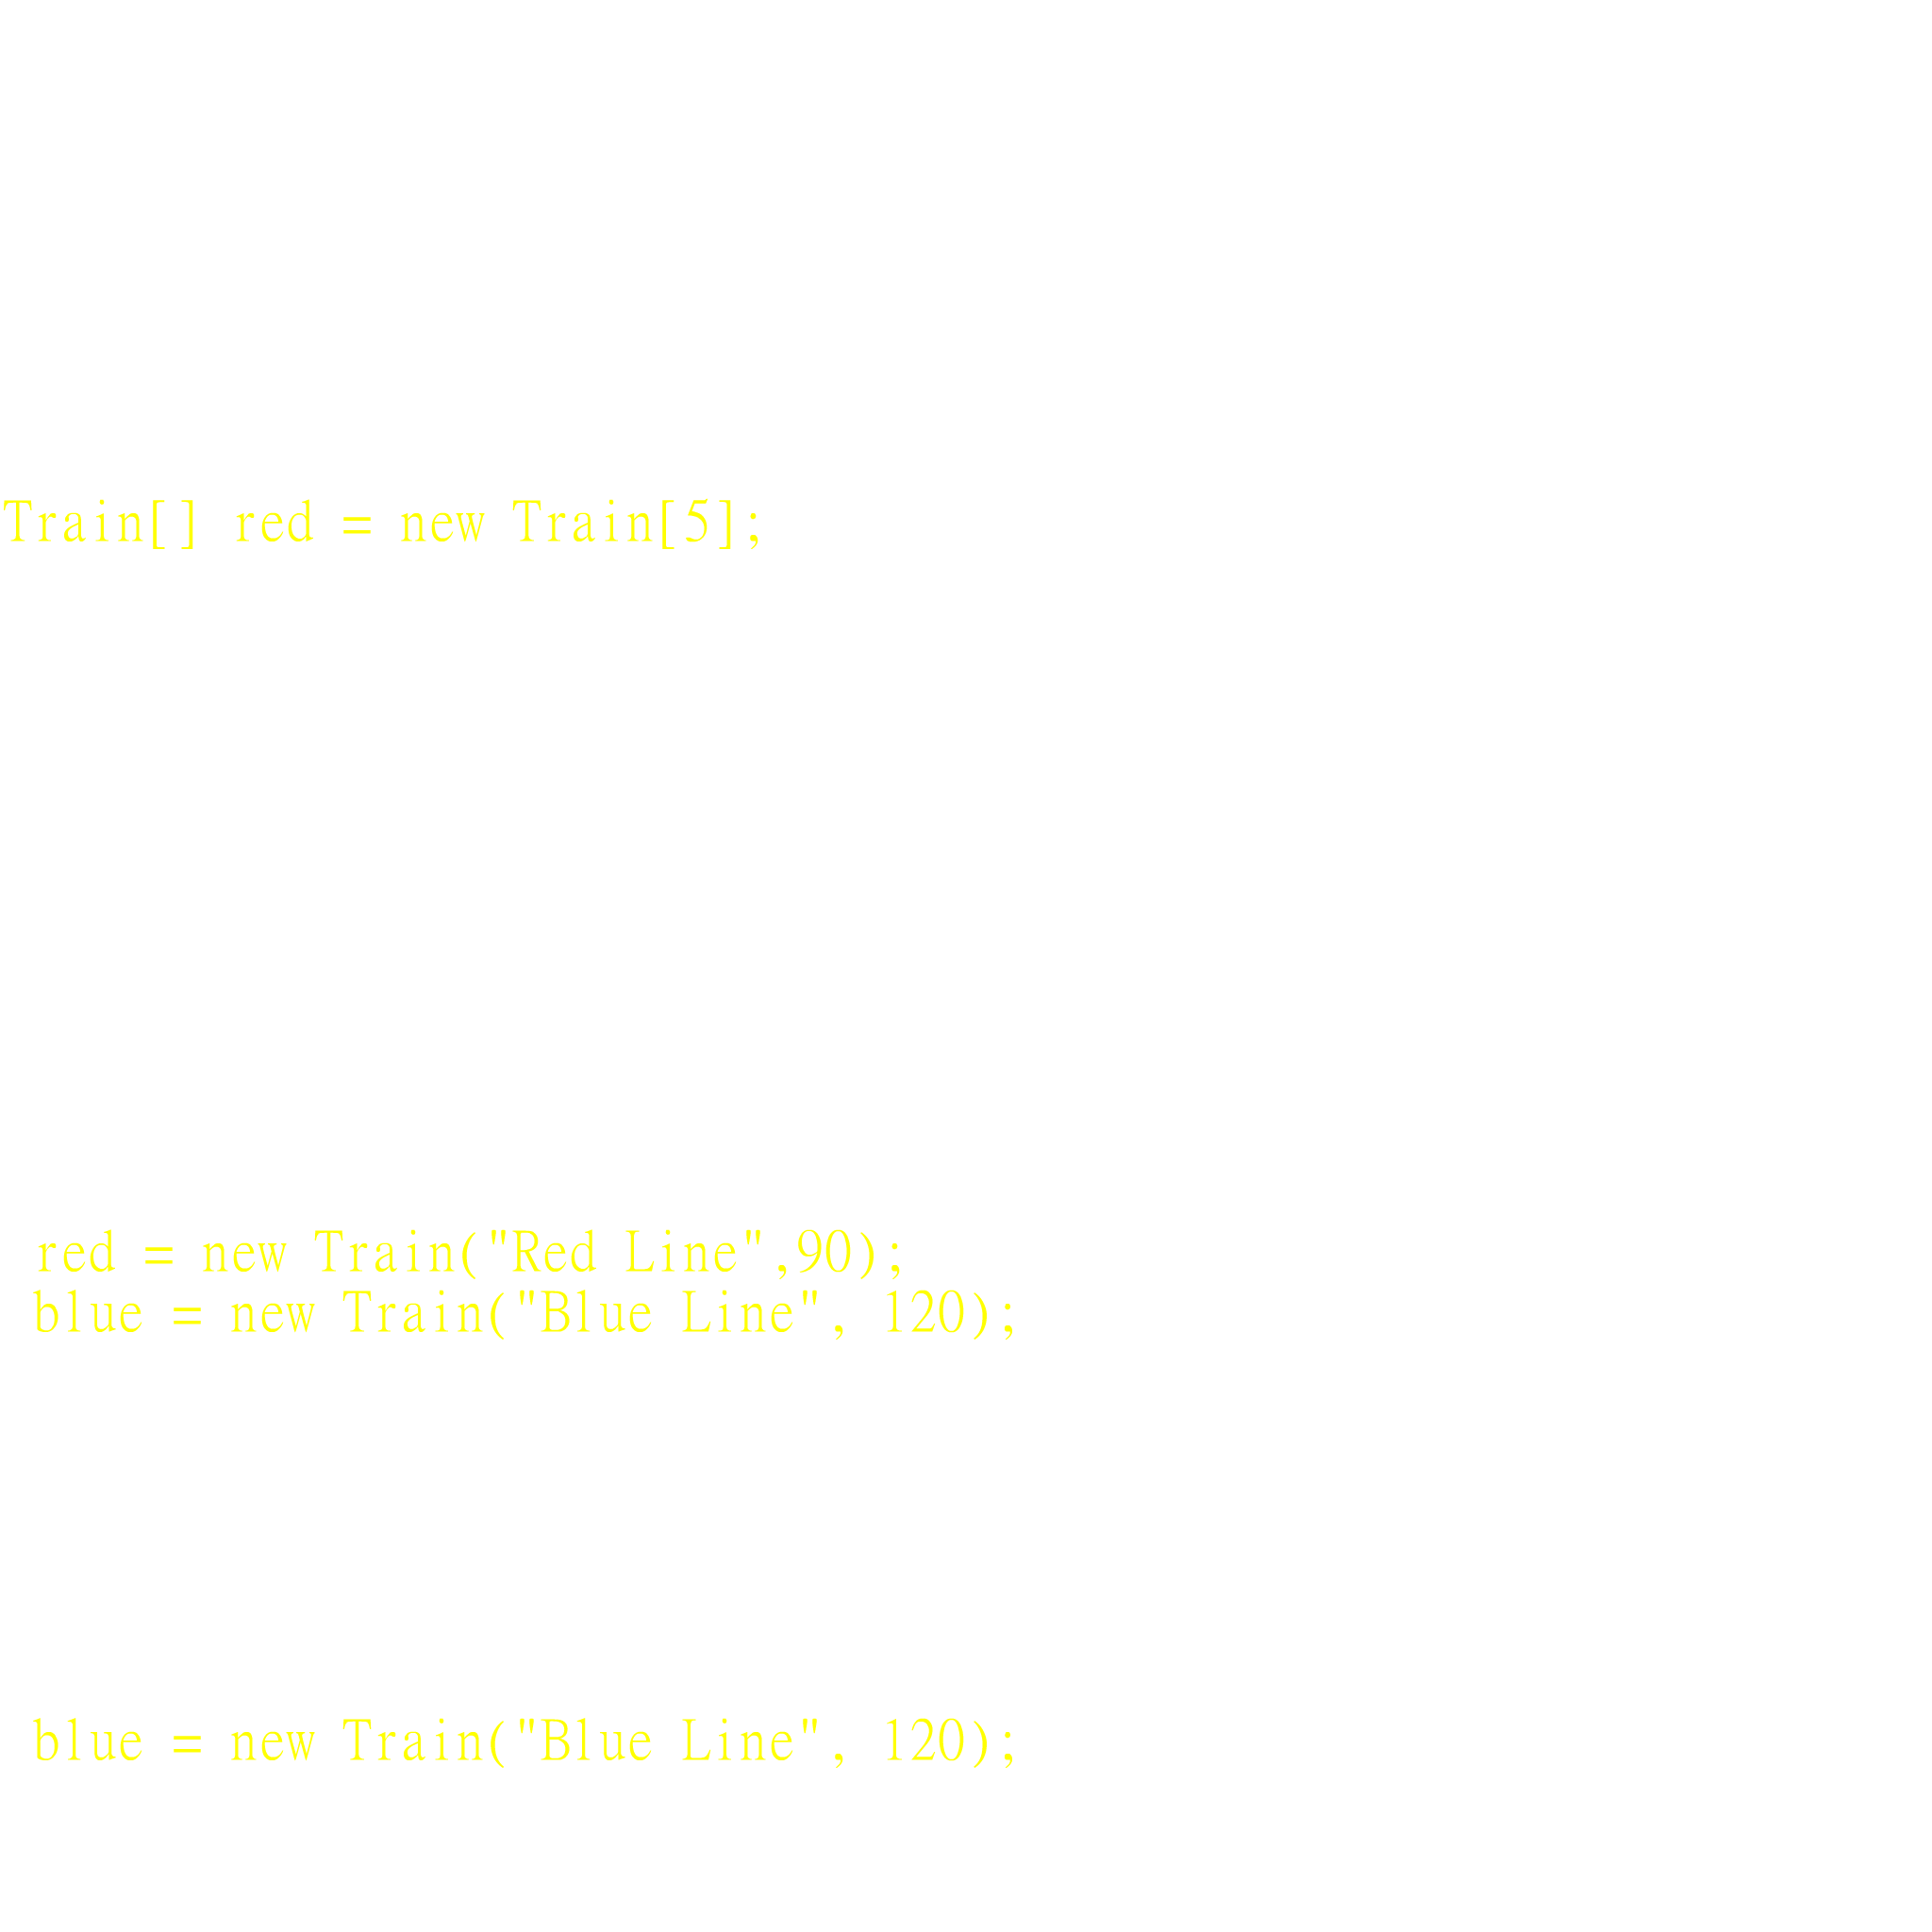 Train[] red = new Train[5];
red = new Train("Red Line",90);
blue = new Train("Blue Line", 120);
blue = new Train("Blue Line", 120);